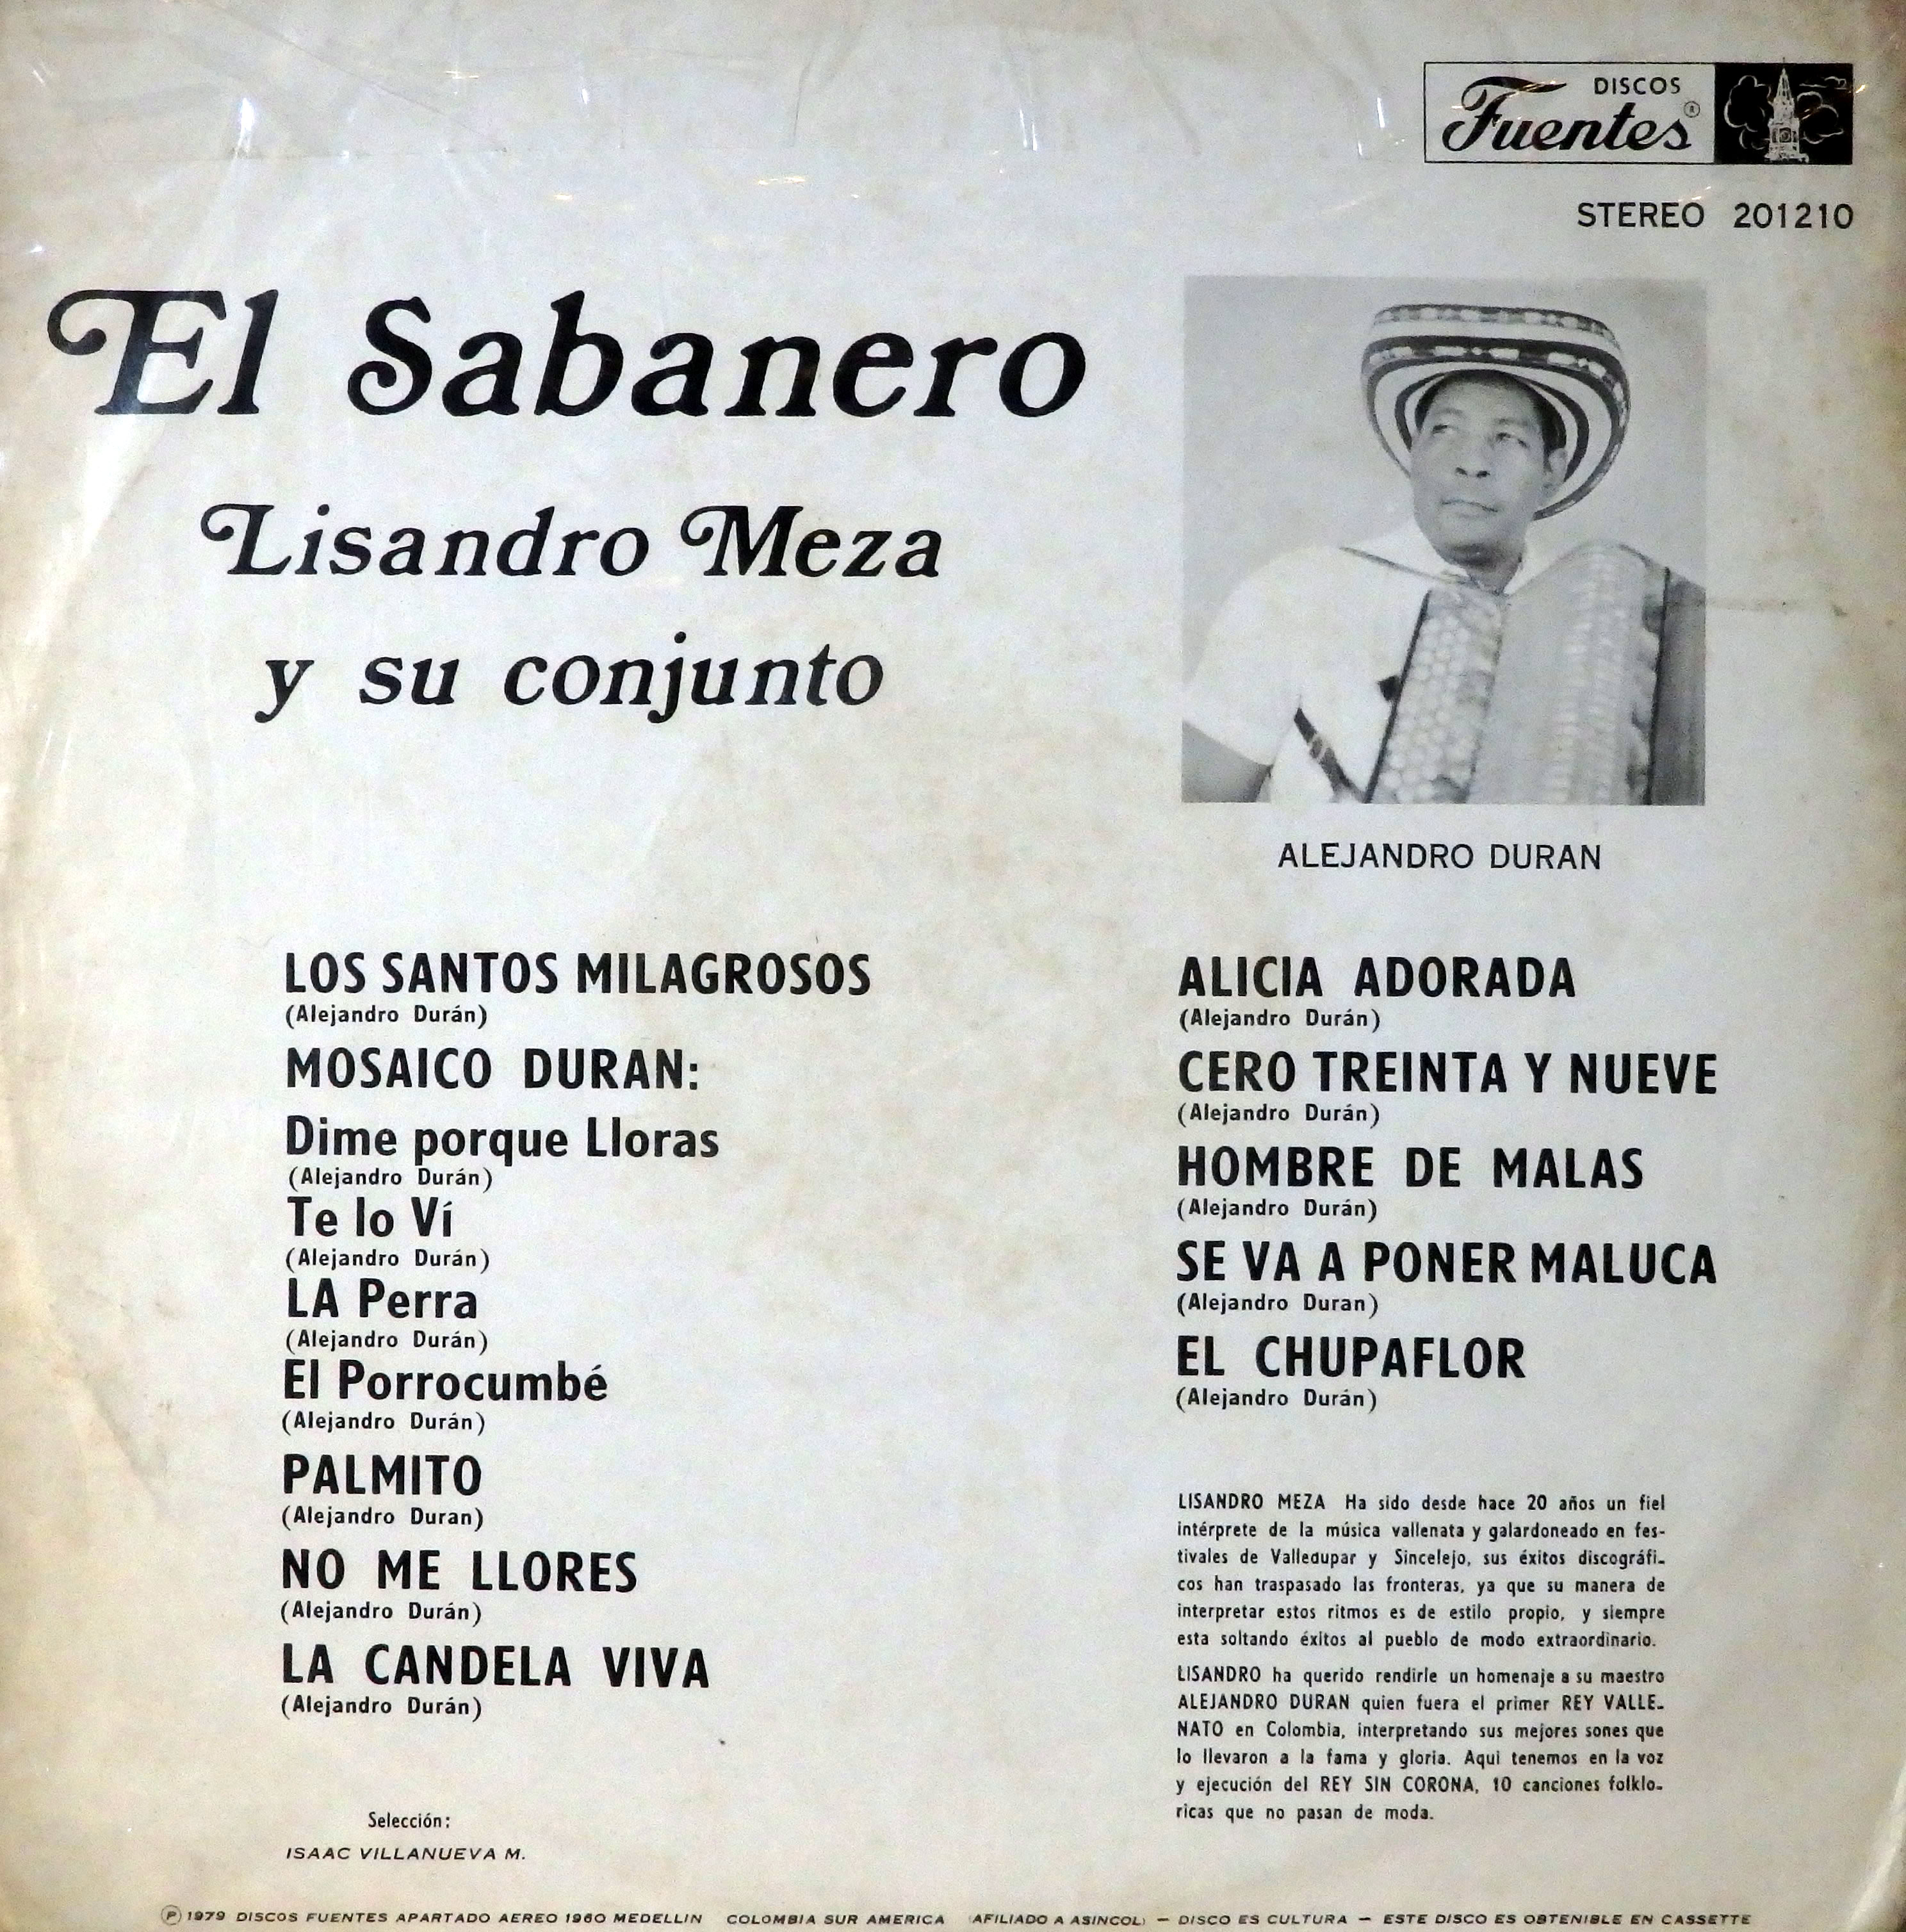 DISCOS
Fuentes ®
STEREO 201210
El Sabanero
Lisandro Meza
y su conjunto
ALEJANDRO DURAN
LOS SANTOS MILAGROSOS
(Alejandro Durán)
MOSAICO DURAN:
Dime porque Lloras
(Alejandro Durán)
Te lo Ví
(Alejandro Durán)
LA Perra
(Alejandro Durán)
El Porrocumbé
(Alejandro Durán)
PALMITO
(Alejandro Duran)
NO ME LLORES
(Alejandro Durán)
LA CANDELA VIVA
(Alejandro Durán)
Selección:
ISAAC VILLANUEVA M.
ALICIA ADORADA
(Alejandro Durán)
CERO TREINTA Y NUEVE
(Alejandro Durán)
HOMBRE DE MALAS
(Alejandro Durán)
SE VA A PONER MALUCA
(Alejandro Duran)
EL CHUPAFLOR
(Alejandro Durán)
LISANDRO MEZA Ha sido desde hace 20 años un fiel
intérprete de la música vallenata y galardoneado en fes-
tivales de Valledupar y Sincelejo, sus éxitos discográfi-
cos han traspasado las fronteras, ya que su manera de
interpretar estos ritmos es de estilo propio, y siempre
esta soltando éxitos al pueblo de modo extraordinario.
LISANDRO ha querido rendirle un homenaje a su maestro
ALEJANDRO DURAN quien fuera el primer REY VALLE-
NATO en Colombia, interpretando sus mejores sones que
lo llevaron a la fama y gloria. Aqui tenemos en la voz
y ejecución del REY SIN CORONA, 10 canciones folklo-
ricas que no pasan de moda.
Ⓟ 1979 DISCOS FUENTES APARTADO AEREO 1960 MEDELLIN COLOMBIA SUR AMERICA (AFILIADO A ASINCOL) — DISCO ES CULTURA — ESTE DISCO ES OBTENIBLE EN CASSETTE